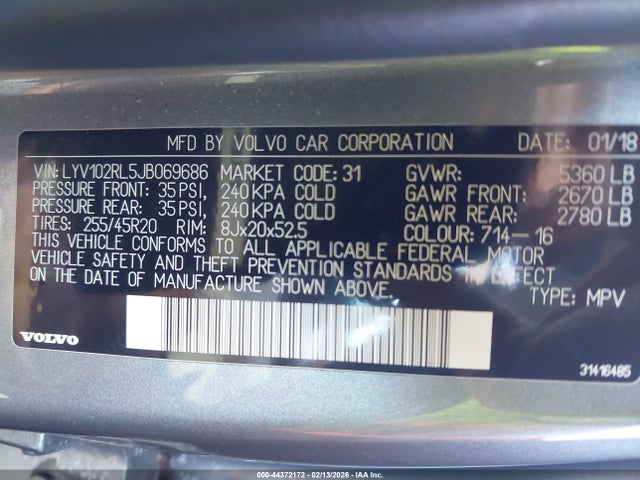 MFD BY VOLVO CAR CORPORATION DATE: 01/18
VIN: LYV102RL5JB069686 MARKET CODE: 31 GVWR: 5360 LB
PRESSURE FRONT: 35 PSI, 240 KPA COLD GAWR FRONT: 2670 LB
PRESSURE REAR: 35 PSI, 240 KPA COLD GAWR REAR: 2780 LB
TIRES: 255/45R20 RIM: 8Jx20x52.5 COLOUR: 714-16
THIS VEHICLE CONFORMS TO ALL APPLICABLE FEDERAL MOTOR
VEHICLE SAFETY AND THEFT PREVENTION STANDARDS IN EFFECT
ON THE DATE OF MANUFACTURE SHOWN ABOVE.
TYPE: MPV
VOLVO
31416485
000-44372172 - 02/13/2026 - IAA Inc.